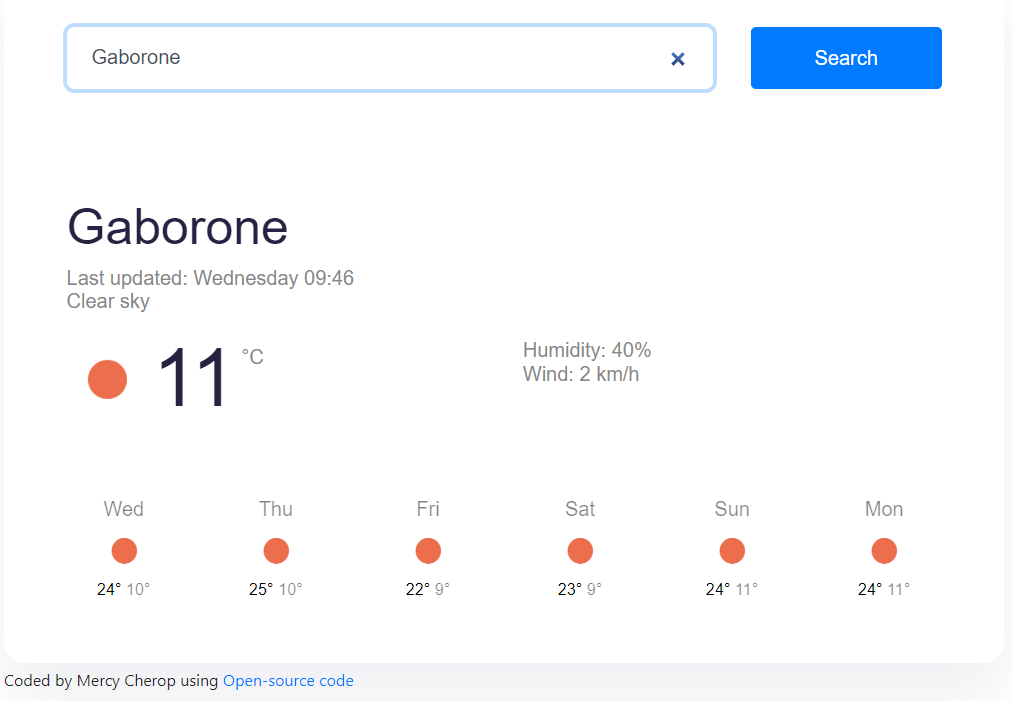 Gaborone
×
Search
Gaborone
Last updated: Wednesday 09:46
Clear sky
11 °C
Humidity: 40%
Wind: 2 km/h
Wed Thu Fri Sat Sun Mon
24° 10° 25° 10° 22° 9° 23° 9° 24° 11° 24° 11°
Coded by Mercy Cherop using Open-source code